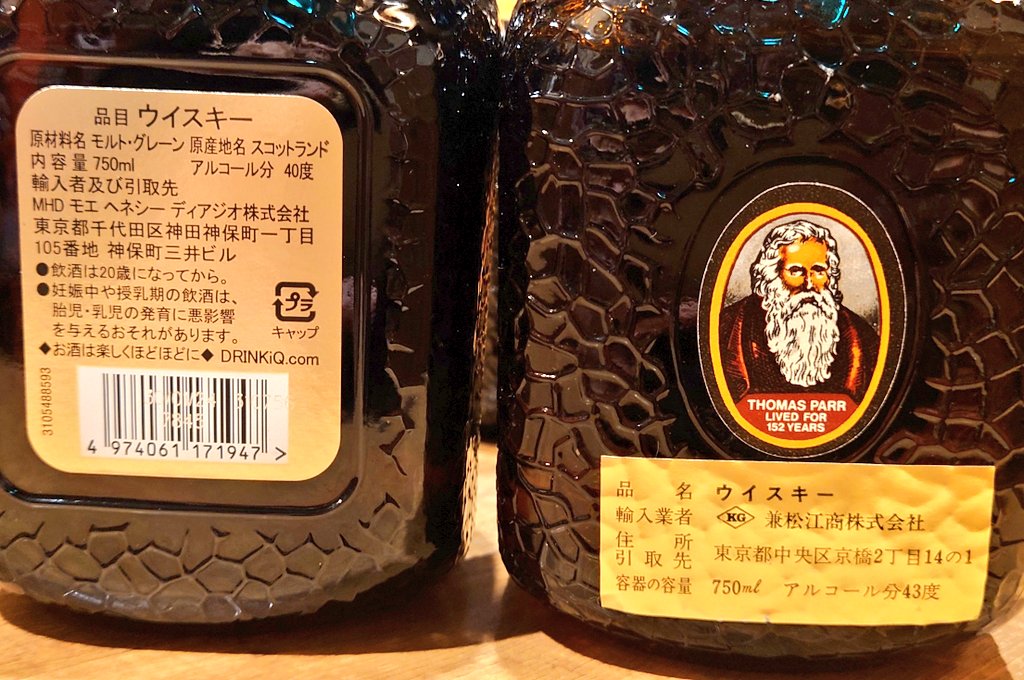 品目 ウイスキー
原材料名 モルト・グレーン 原産地名 スコットランド
内容量 750ml アルコール分 40度
輸入者及び引取先
MHD モエ ヘネシー ディアジオ株式会社
東京都千代田区神田神保町一丁目
105番地 神保町三井ビル
●飲酒は20歳になってから。
●妊娠中や授乳期の飲酒は、
胎児・乳児の発育に悪影響
を与えるおそれがあります。
プラ
キャップ
◆お酒は楽しくほどほどに◆ DRINKiQ.com
3105488593
4 974061 171947 >
THOMAS PARR
LIVED FOR
152 YEARS
品名 ウイスキー
輸入業者 KG 兼松江商株式会社
住所
引取先 東京都中央区京橋2丁目14の1
容器の容量 750ml アルコール分43度